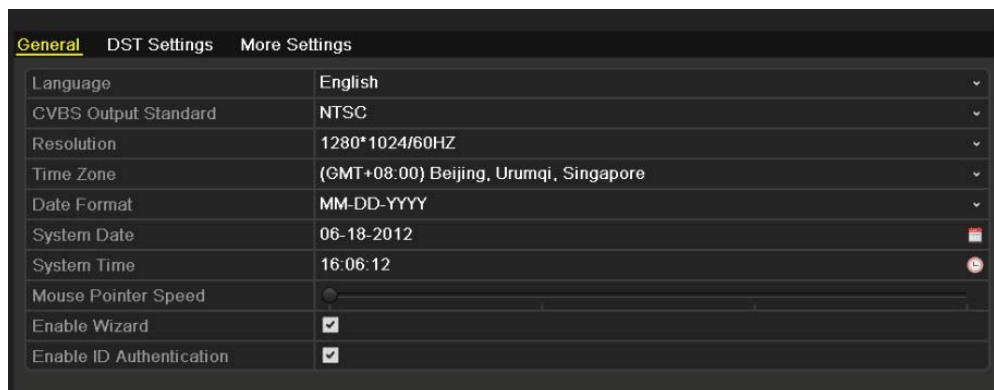 General DST Settings More Settings
Language English
CVBS Output Standard NTSC
Resolution 1280*1024/60HZ
Time Zone (GMT+08:00) Beijing, Urumqi, Singapore
Date Format MM-DD-YYYY
System Date 06-18-2012
System Time 16:06:12
Mouse Pointer Speed
Enable Wizard
Enable ID Authentication